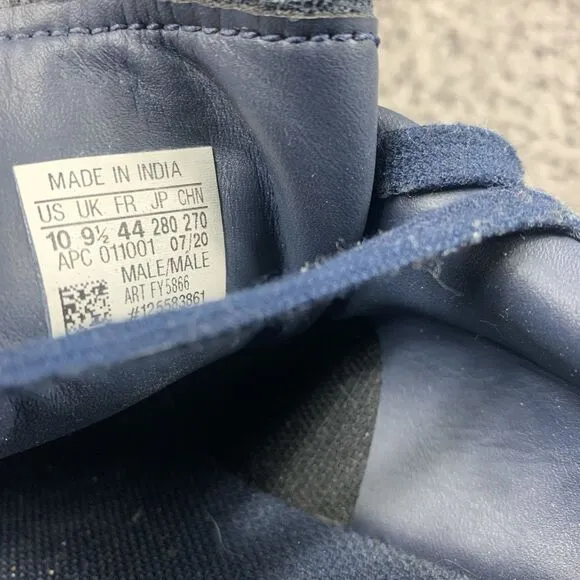 MADE IN INDIA
US UK FR JP CHN
10 9½ 44 280 270
APC 011001 07/20
MALE/MALE
ART FY5866
#125583861